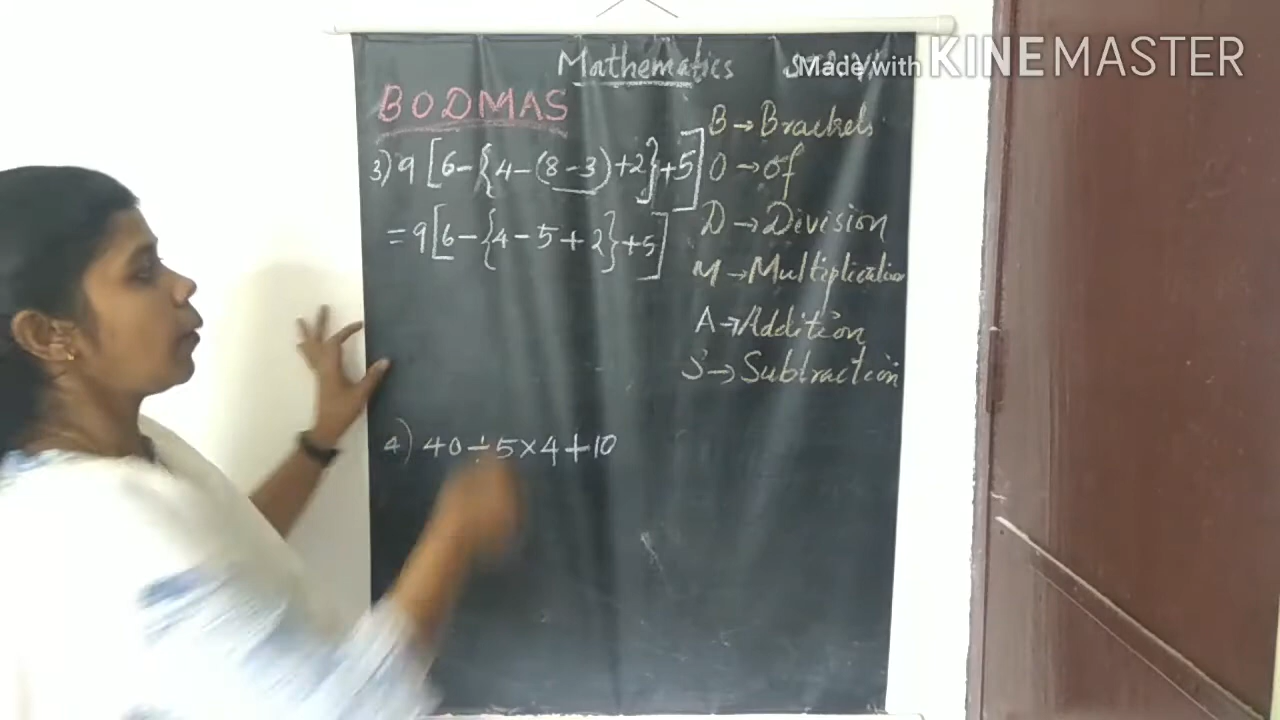 Mathematics
Made with KINEMASTER
BODMAS
3) 9[6-{4-(8-3)+2}+5]
=9[6-{4-5+2}+5]
4) 40÷5×4+10
B→Brackets
O→Of
D→Division
M→Multiplication
A→Addition
S→Subtraction